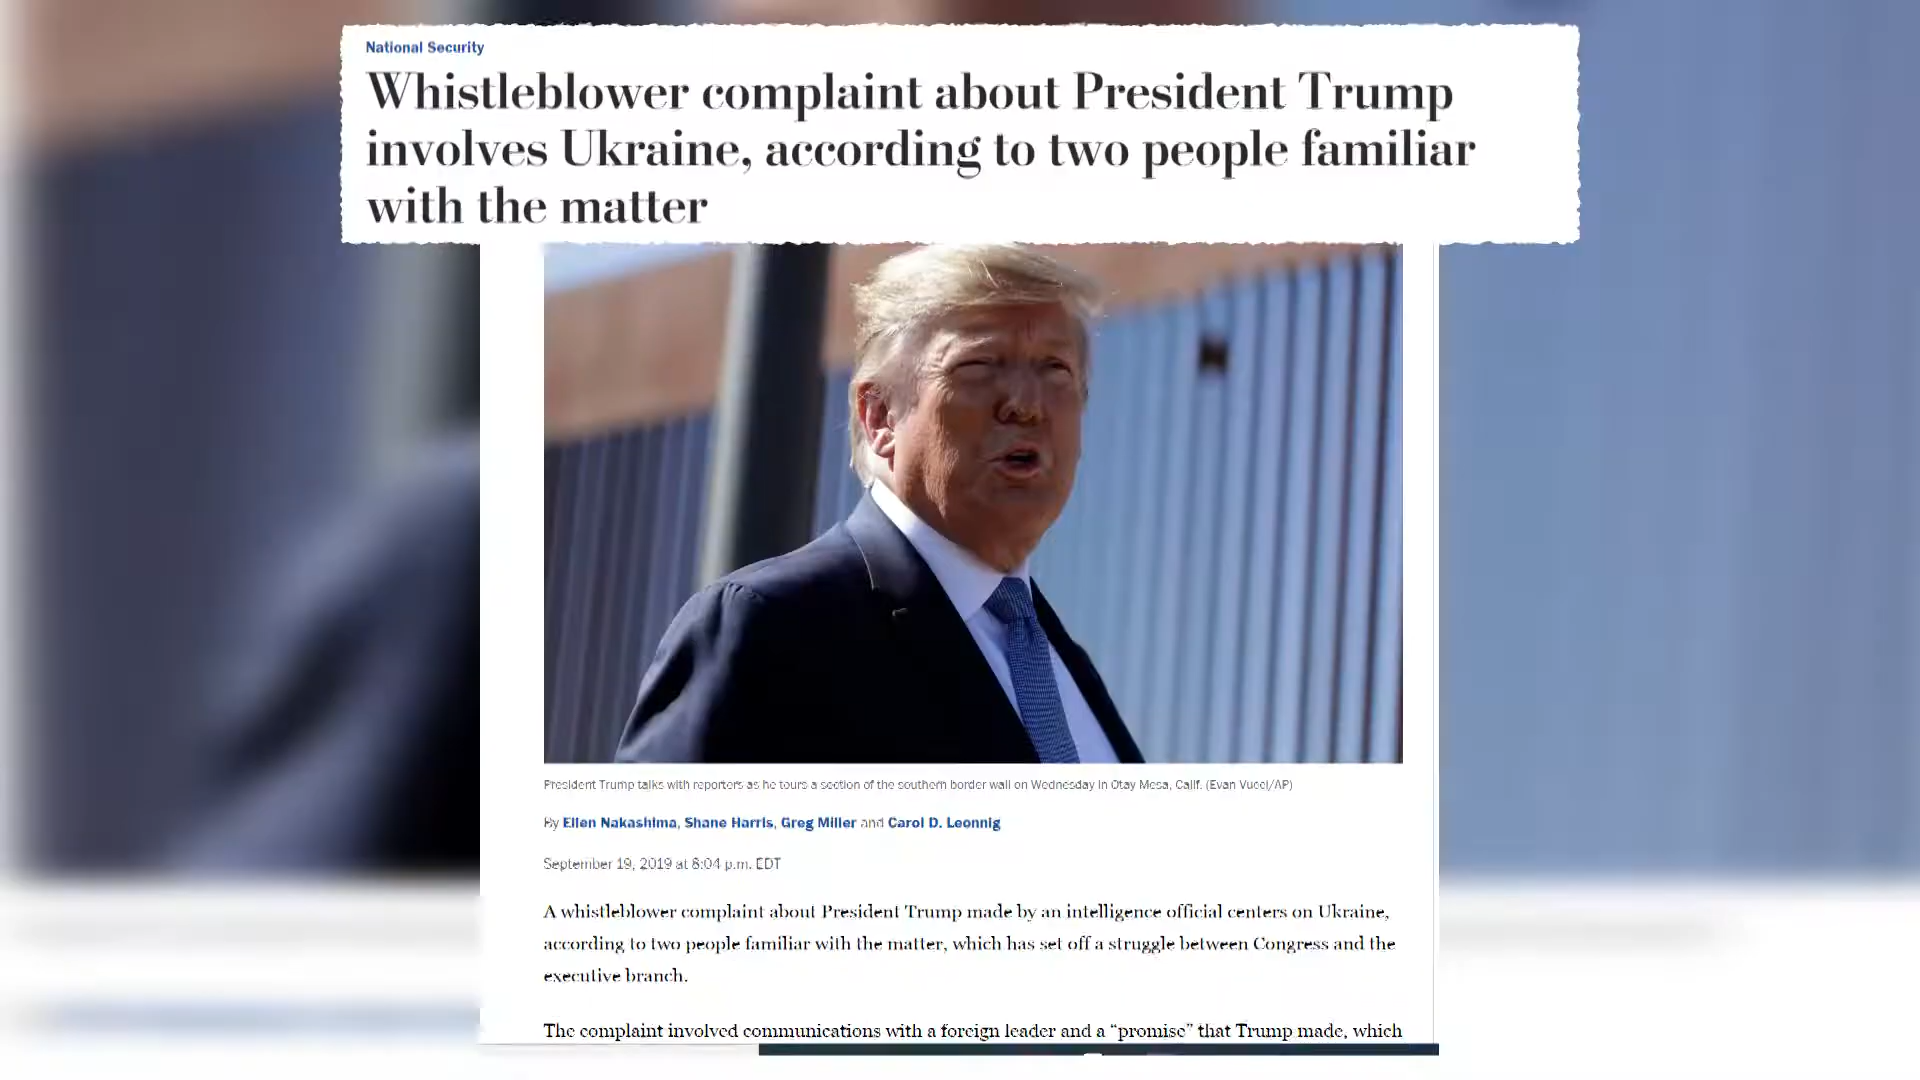 National Security
Whistleblower complaint about President Trump
involves Ukraine, according to two people familiar
with the matter
President Trump talks with reporters as he tours a section of the southern border wall on Wednesday in Otay Mesa, Calif. (Evan Vucci/AP)
By Ellen Nakashima, Shane Harris, Greg Miller and Carol D. Leonnig
September 19, 2019 at 8:04 p.m. EDT
A whistleblower complaint about President Trump made by an intelligence official centers on Ukraine,
according to two people familiar with the matter, which has set off a struggle between Congress and the
executive branch.
The complaint involved communications with a foreign leader and a “promise” that Trump made, which